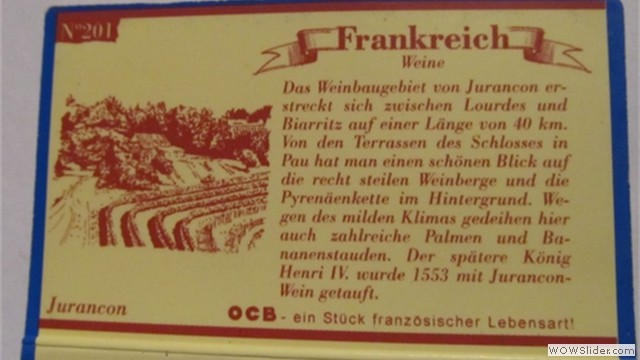 Nº 201
Frankreich
Weine
Das Weinbaugebiet von Jurancon er-
streckt sich zwischen Lourdes und
Biarritz auf einer Länge von 40 km.
Von den Terrassen des Schlosses in
Pau hat man einen schönen Blick auf
die recht steilen Weinberge und die
Pyrenäenkette im Hintergrund. We-
gen des milden Klimas gedeihen hier
auch zahlreiche Palmen und Ba-
nanenstauden. Der spätere König
Henri IV. wurde 1553 mit Jurancon-
Wein getauft.
Jurancon
OCB - ein Stück französischer Lebensart!
WOWSlider.com